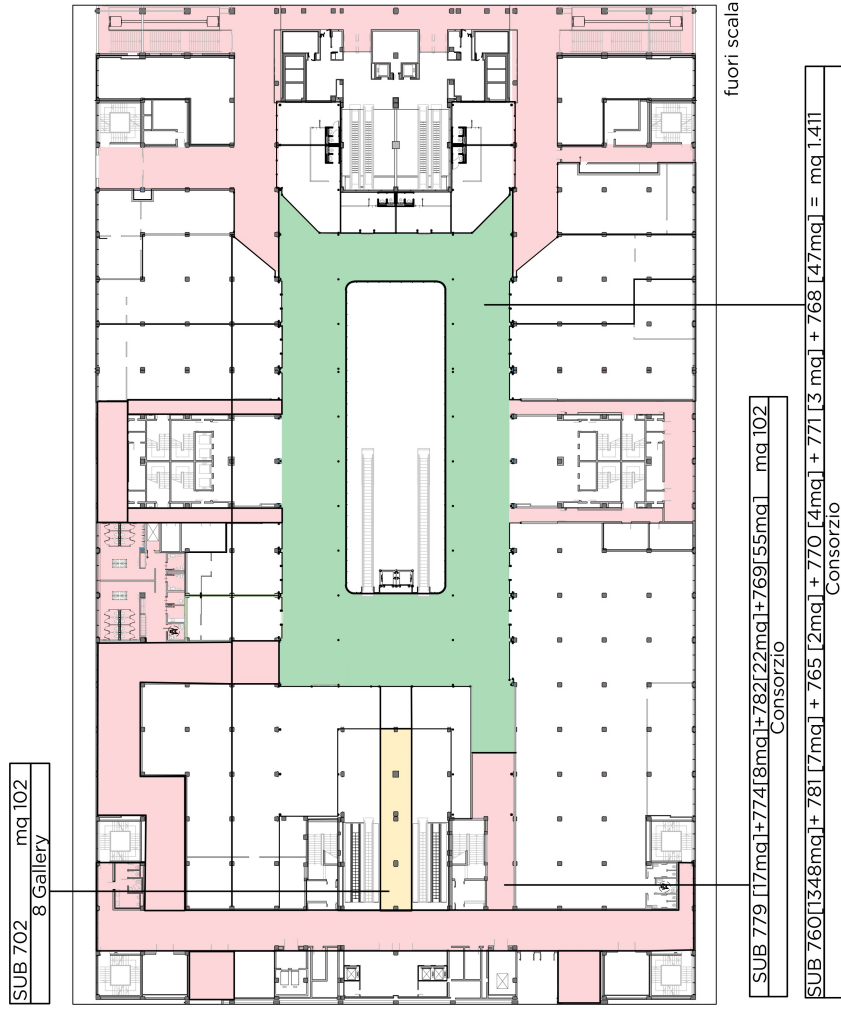 fuori scala
SUB 702 mq 102
8 Gallery
SUB 779 [17mq]+774[8mq]+782[22mq]+769[55mq] mq 102
Consorzio
SUB 760[1348mq]+ 781 [7mq] + 765 [2mq] + 770 [4mq] + 771 [3 mq] + 768 [47mq] = mq 1.411
Consorzio